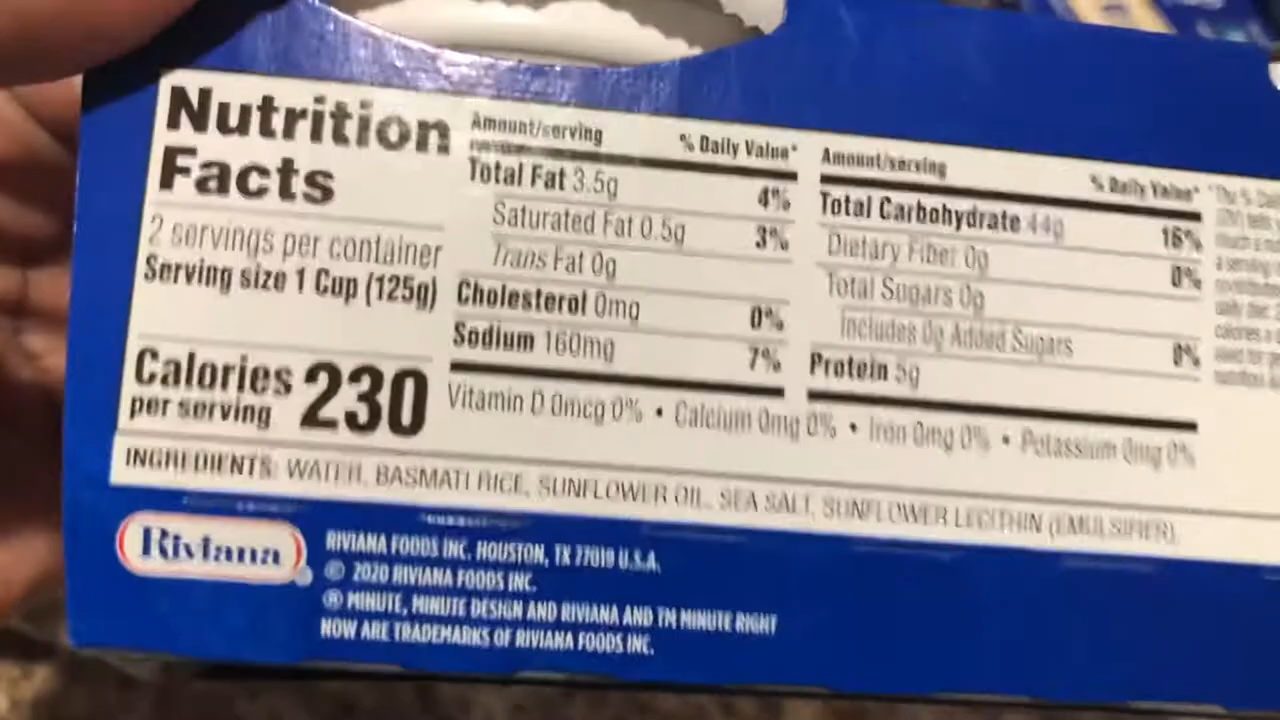 Nutrition
Facts
2 servings per container
Serving size 1 Cup (125g)
Calories
per serving
230
Amount/serving % Daily Value*
Total Fat 3.5g 4%
Saturated Fat 0.5g 3%
Trans Fat 0g
Cholesterol 0mg 0%
Sodium 160mg 7%
Amount/serving % Daily Value*
Total Carbohydrate 44g 16%
Dietary Fiber 0g 0%
Total Sugars 0g
Includes 0g Added Sugars 0%
Protein 5g
Vitamin D 0mcg 0% • Calcium 0mg 0% • Iron 0mg 0% • Potassium 0mg 0%
INGREDIENTS: WATER, BASMATI RICE, SUNFLOWER OIL, SEA SALT, SUNFLOWER LECITHIN (EMULSIFIER).
Riviana
RIVIANA FOODS INC. HOUSTON, TX 77019 U.S.A.
© 2020 RIVIANA FOODS INC.
® MINUTE, MINUTE DESIGN AND RIVIANA AND TM MINUTE RIGHT
NOW ARE TRADEMARKS OF RIVIANA FOODS INC.